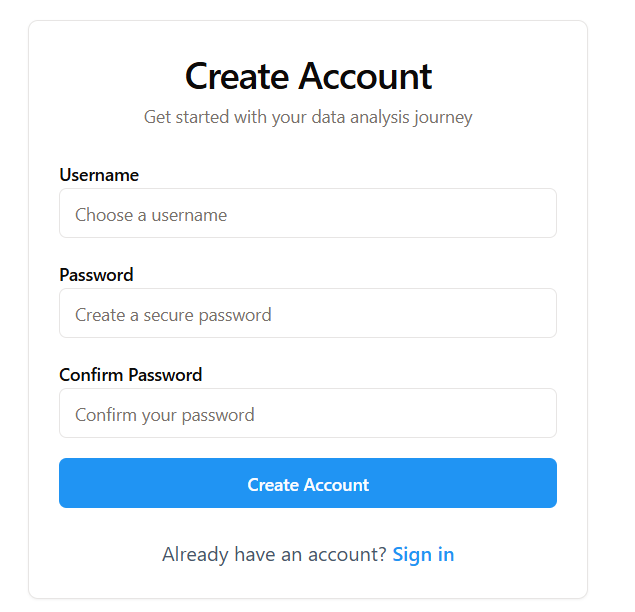 Create Account
Get started with your data analysis journey
Username
Choose a username
Password
Create a secure password
Confirm Password
Confirm your password
Create Account
Already have an account? Sign in